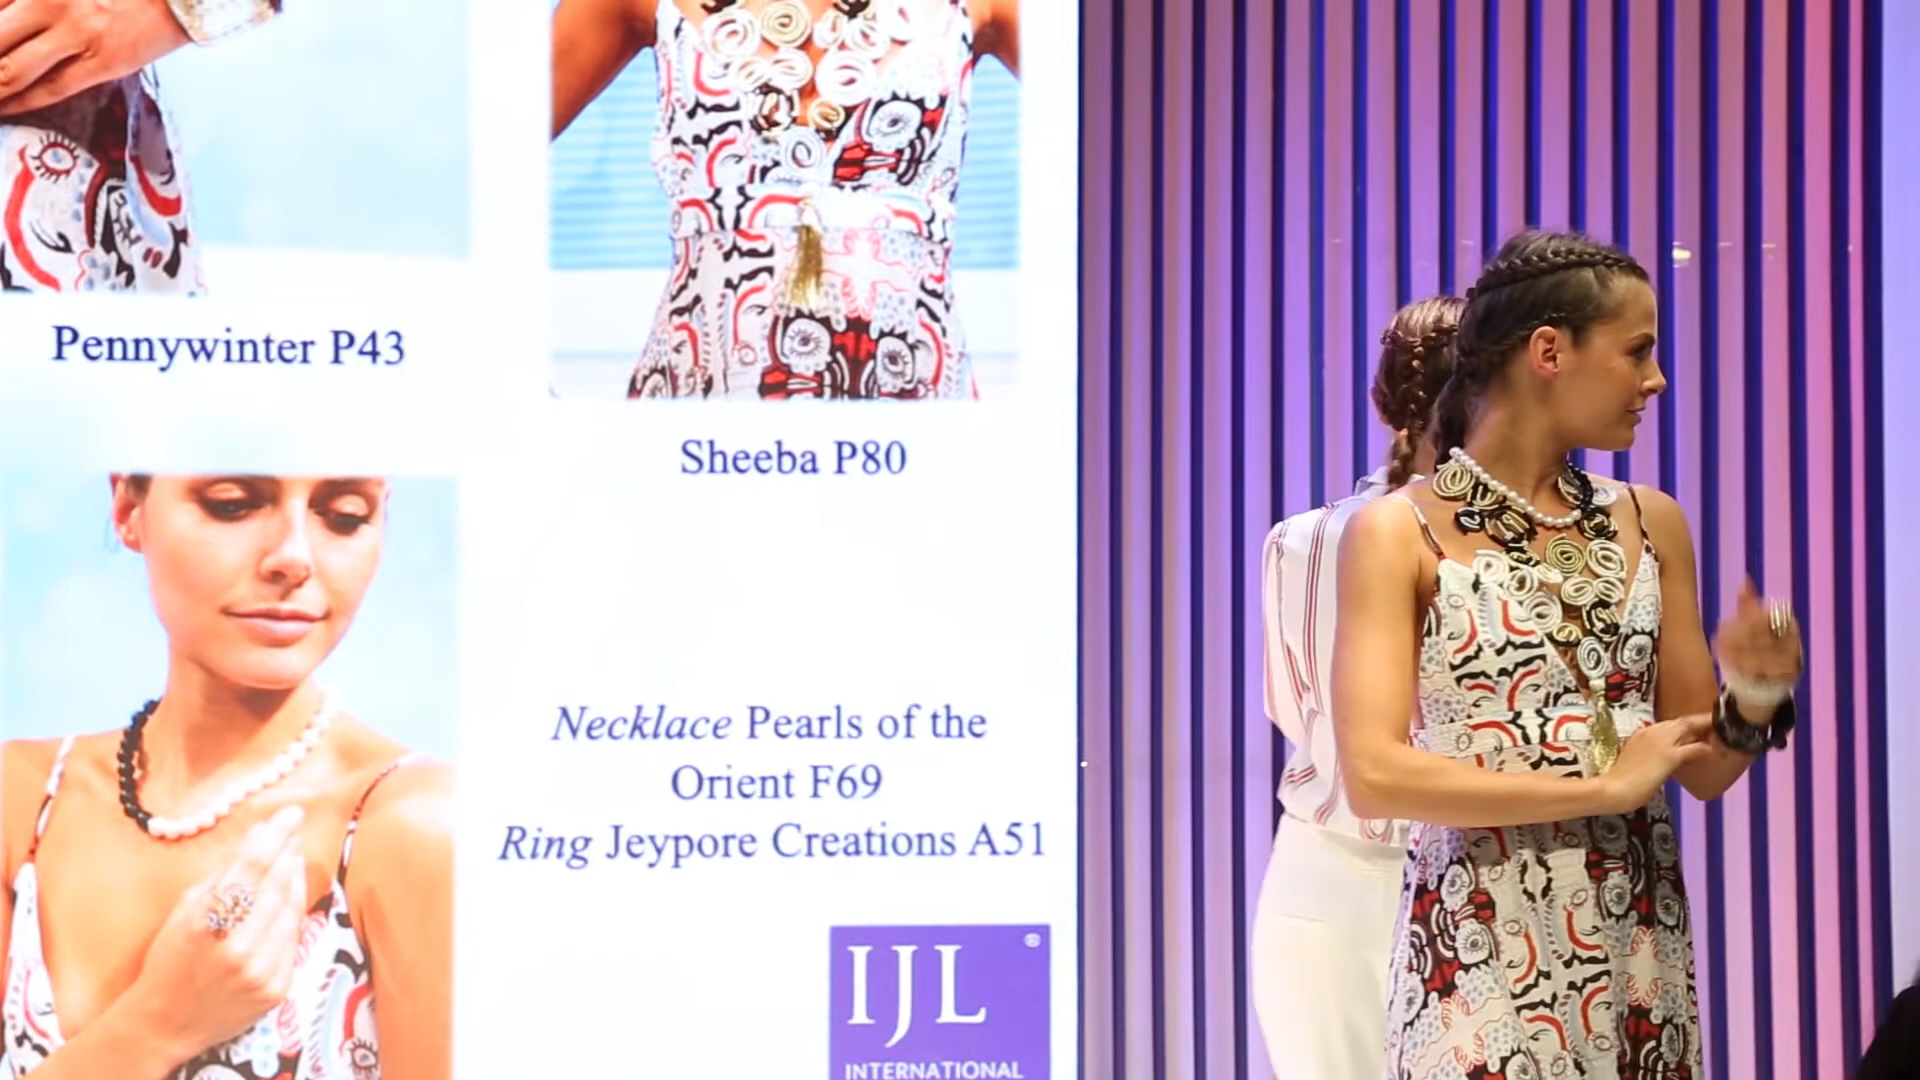 Pennywinter P43
Sheeba P80
Necklace Pearls of the
Orient F69
Ring Jeypore Creations A51
IJL®
INTERNATIONAL